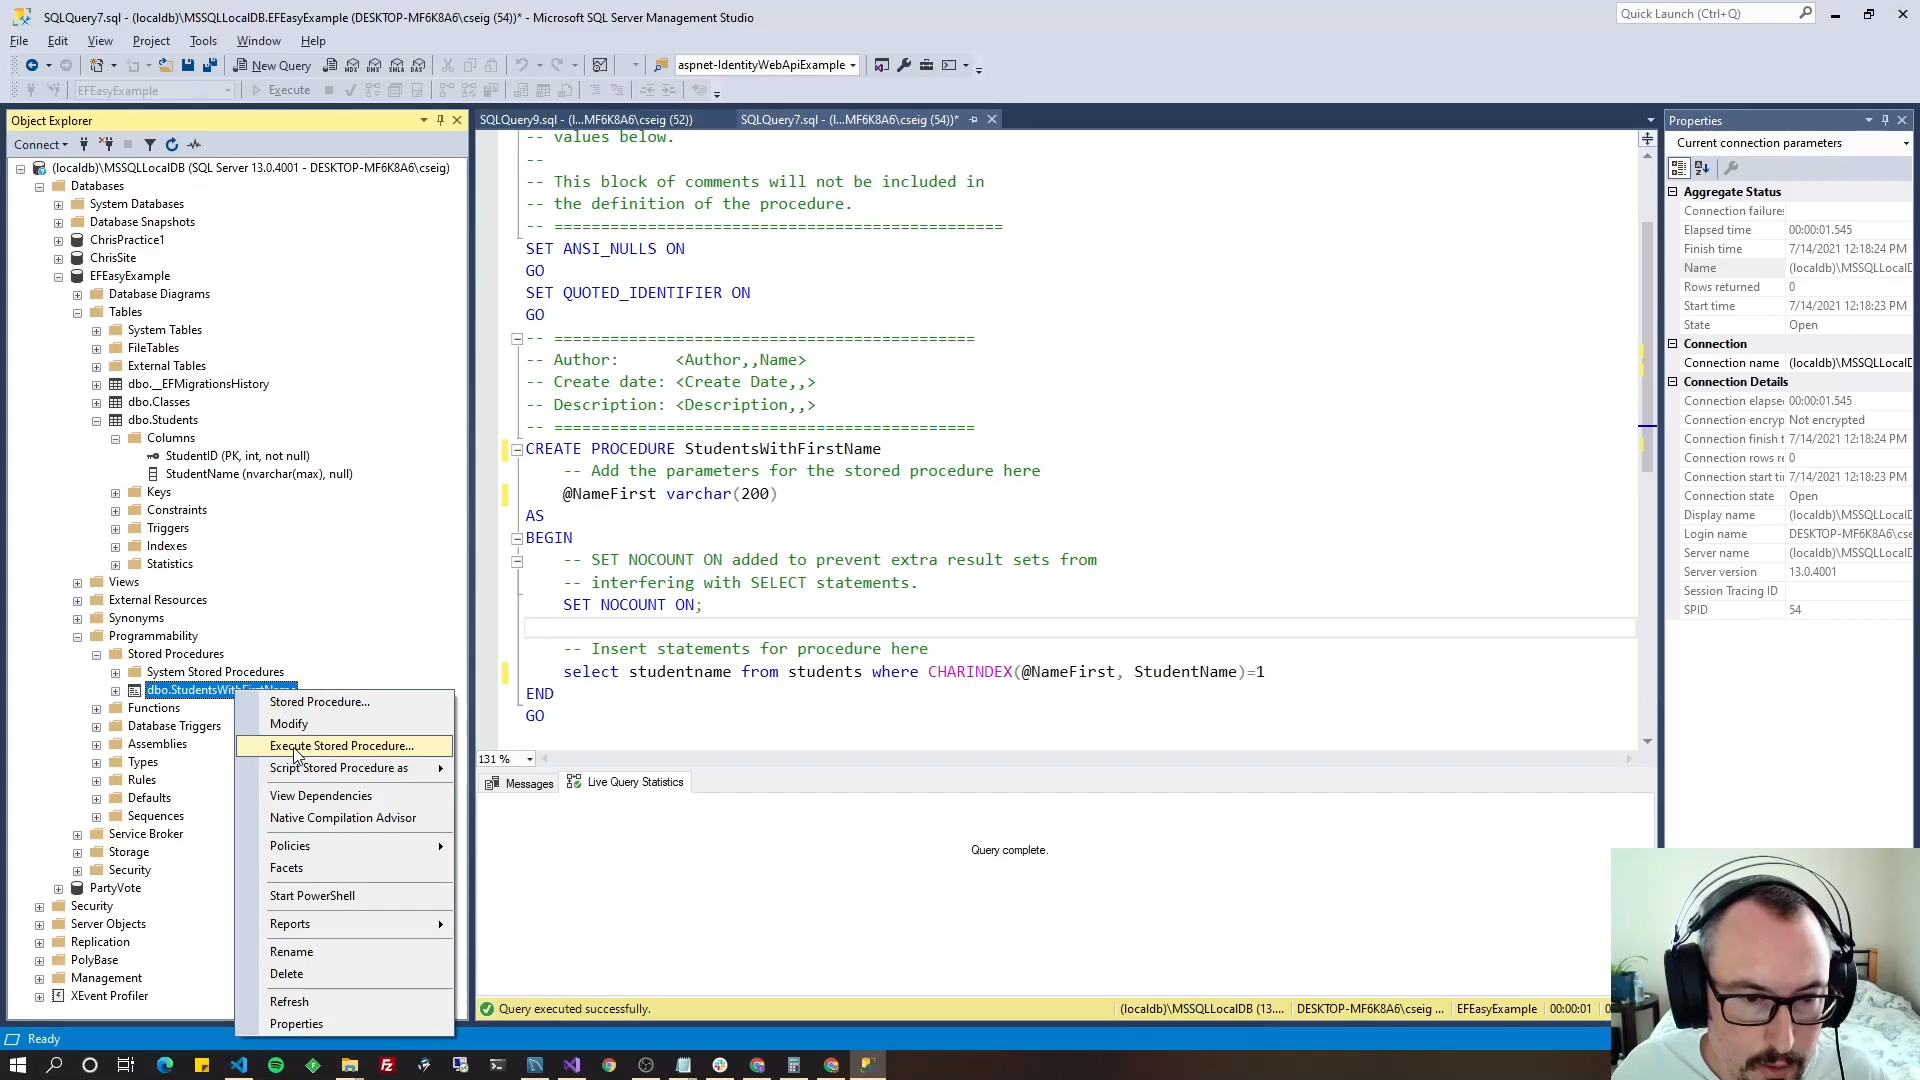 SQLQuery7.sql - (localdb)\MSSQLLocalDB.EFEasyExample (DESKTOP-MF6K8A6\cseig (54))* - Microsoft SQL Server Management Studio
Quick Launch (Ctrl+Q)
File Edit View Project Tools Window Help
New Query
aspnet-IdentityWebApiExample
EFEasyExample
Execute
Object Explorer
Connect
(localdb)\MSSQLLocalDB (SQL Server 13.0.4001 - DESKTOP-MF6K8A6\cseig)
Databases
System Databases
Database Snapshots
ChrisPractice1
ChrisSite
EFEasyExample
Database Diagrams
Tables
System Tables
FileTables
External Tables
dbo.__EFMigrationsHistory
dbo.Classes
dbo.Students
Columns
StudentID (PK, int, not null)
StudentName (nvarchar(max), null)
Keys
Constraints
Triggers
Indexes
Statistics
Views
External Resources
Synonyms
Programmability
Stored Procedures
System Stored Procedures
dbo.StudentsWithFirstName
Functions
Database Triggers
Assemblies
Types
Rules
Defaults
Sequences
Service Broker
Storage
Security
PartyVote
Security
Server Objects
Replication
PolyBase
Management
XEvent Profiler
Stored Procedure...
Modify
Execute Stored Procedure...
Script Stored Procedure as
View Dependencies
Native Compilation Advisor
Policies
Facets
Start PowerShell
Reports
Rename
Delete
Refresh
Properties
SQLQuery9.sql - (l...MF6K8A6\cseig (52))
SQLQuery7.sql - (l...MF6K8A6\cseig (54))*
-- values below.
--
-- This block of comments will not be included in
-- the definition of the procedure.
-- ================================================
SET ANSI_NULLS ON
GO
SET QUOTED_IDENTIFIER ON
GO
-- =============================================
-- Author: <Author,,Name>
-- Create date: <Create Date,,>
-- Description: <Description,,>
-- =============================================
CREATE PROCEDURE StudentsWithFirstName
-- Add the parameters for the stored procedure here
@NameFirst varchar(200)
AS
BEGIN
-- SET NOCOUNT ON added to prevent extra result sets from
-- interfering with SELECT statements.
SET NOCOUNT ON;
-- Insert statements for procedure here
select studentname from students where CHARINDEX(@NameFirst, StudentName)=1
END
GO
131 %
Messages
Live Query Statistics
Query complete.
Query executed successfully.
(localdb)\MSSQLLocalDB (13.... DESKTOP-MF6K8A6\cseig ... EFEasyExample 00:00:01
Properties
Current connection parameters
Aggregate Status
Connection failures
Elapsed time 00:00:01.545
Finish time 7/14/2021 12:18:24 PM
Name (localdb)\MSSQLLocalD
Rows returned 0
Start time 7/14/2021 12:18:23 PM
State Open
Connection
Connection name (localdb)\MSSQLLocalD
Connection Details
Connection elapse 00:00:01.545
Connection encryp Not encrypted
Connection finish t 7/14/2021 12:18:24 PM
Connection rows re 0
Connection start ti 7/14/2021 12:18:23 PM
Connection state Open
Display name (localdb)\MSSQLLocalD
Login name DESKTOP-MF6K8A6\cse
Server name (localdb)\MSSQLLocalD
Server version 13.0.4001
Session Tracing ID
SPID 54
Ready